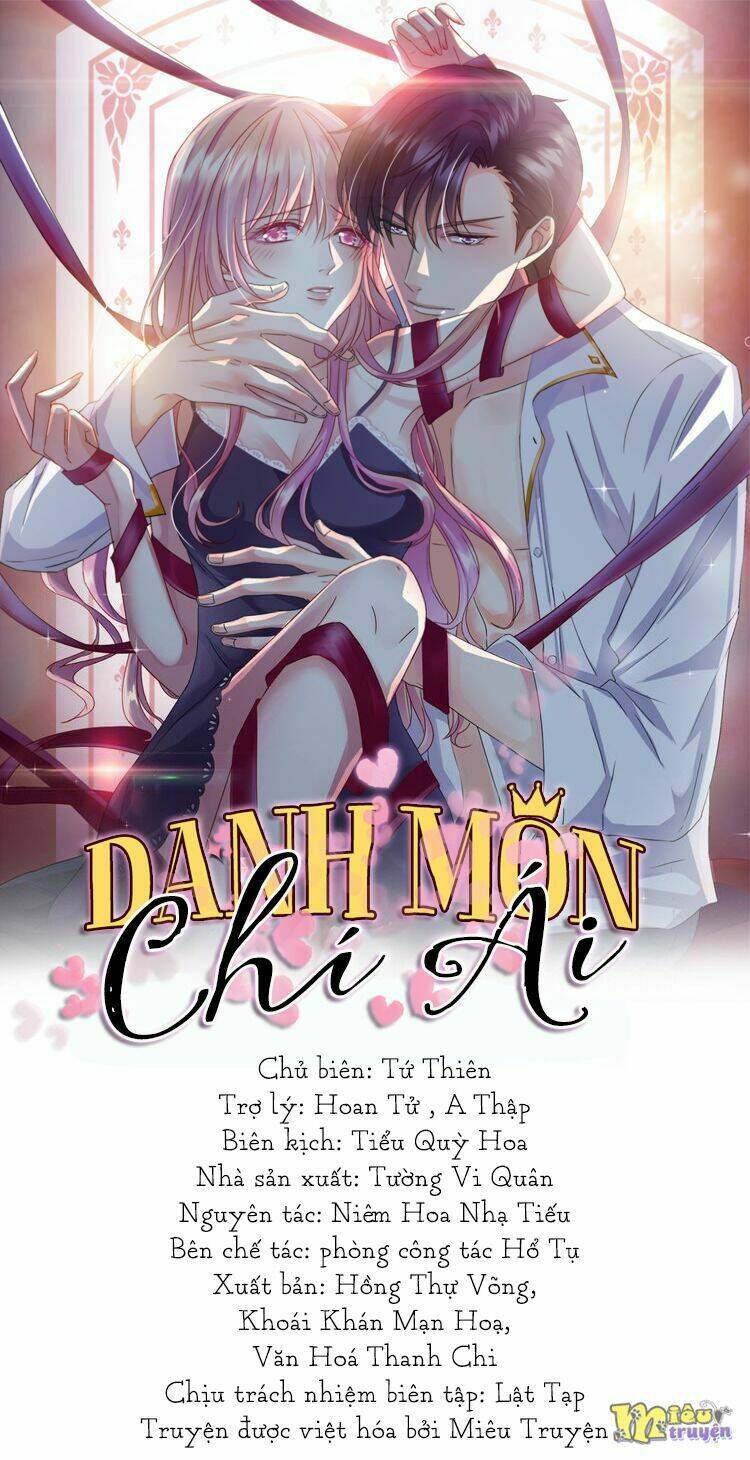 DANH MÔN
Chí Ái
Chủ biên: Tứ Thiên
Trợ lý: Hoan Tử , A Thập
Biên kịch: Tiểu Quỳ Hoa
Nhà sản xuất: Tường Vi Quân
Nguyên tác: Niêm Hoa Nhạ Tiếu
Bên chế tác: phòng công tác Hổ Tụ
Xuất bản: Hồng Thự Võng,
Khoái Khán Mạn Hoạ,
Văn Hoá Thanh Chi
Chịu trách nhiệm biên tập: Lật Tạp
Truyện được việt hóa bởi Miêu Truyện
Miêu
truyện